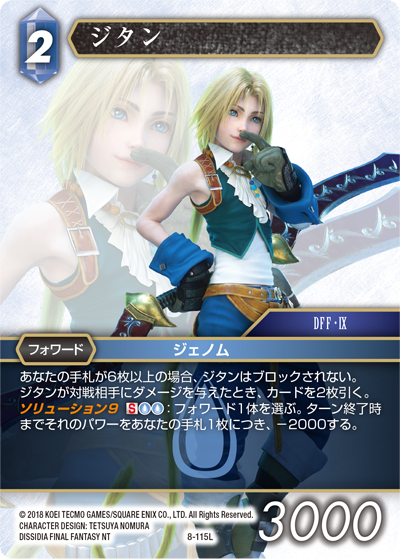 2
ジタン
DFF・IX
フォワード
ジェノム
あなたの手札が6枚以上の場合、ジタンはブロックされない。
ジタンが対戦相手にダメージを与えたとき、カードを2枚引く。
ソリューション9 S水水：フォワード1体を選ぶ。ターン終了時
までそれのパワーをあなたの手札1枚につき、－2000する。
© 2018 KOEI TECMO GAMES/SQUARE ENIX CO., LTD. All Rights Reserved.
CHARACTER DESIGN: TETSUYA NOMURA
DISSIDIA FINAL FANTASY NT
8-115L
3000